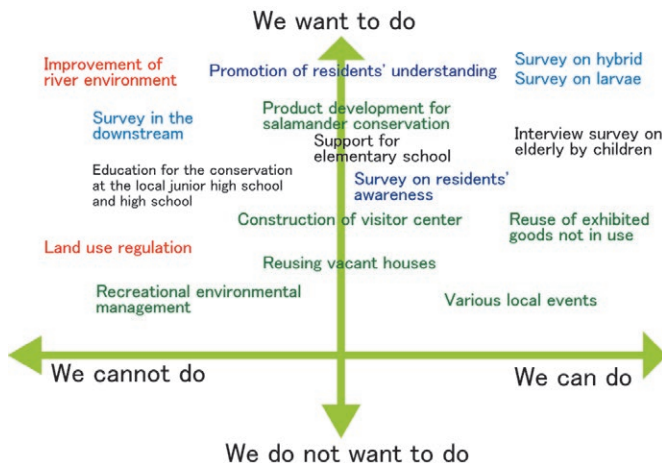 We want to do
Improvement of
river environment
Promotion of residents' understanding
Survey on hybrid
Survey on larvae
Survey in the
downstream
Product development for
salamander conservation
Support for
elementary school
Interview survey on
elderly by children
Education for the conservation
at the local junior high school
and high school
Survey on residents'
awareness
Construction of visitor center
Reuse of exhibited
goods not in use
Land use regulation
Reusing vacant houses
Recreational environmental
management
Various local events
We cannot do
We can do
We do not want to do